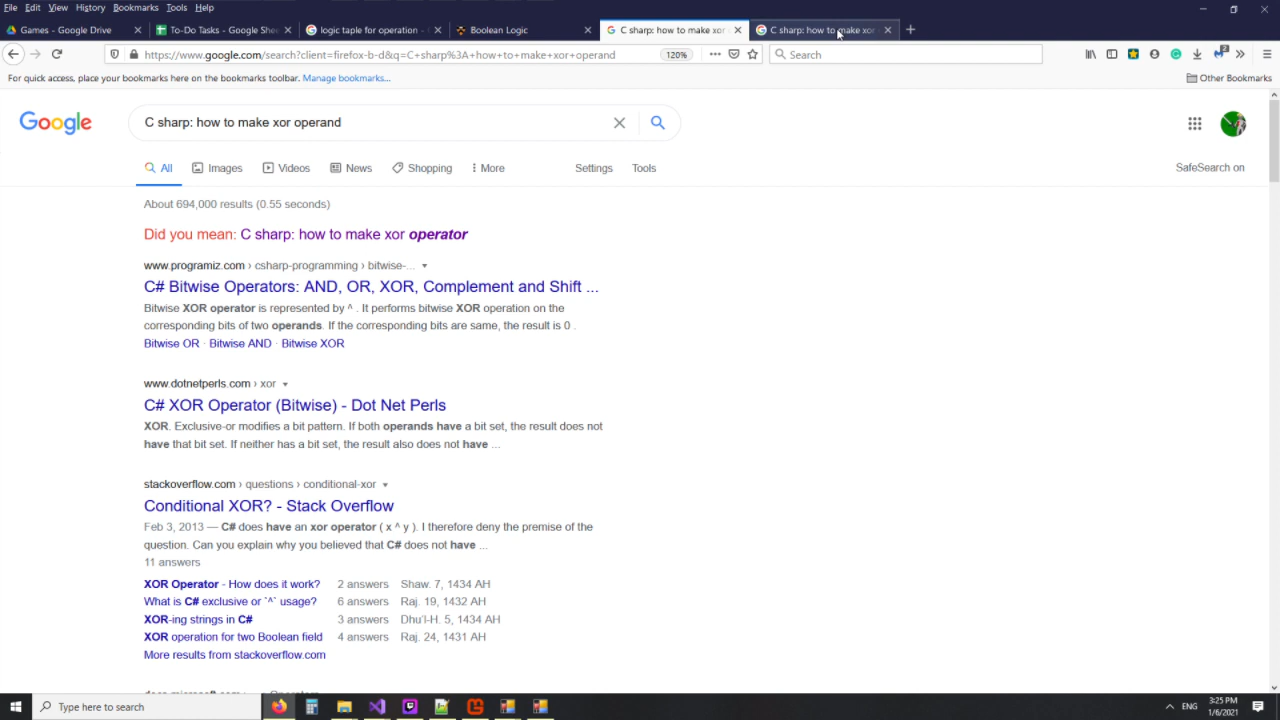 File Edit View History Bookmarks Tools Help
Games - Google Drive
To-Do Tasks - Google Shee
logic taple for operation -
Boolean Logic
C sharp: how to make xor
C sharp: how to make xor
https://www.google.com/search?client=firefox-b-d&q=C+sharp%3A+how+to+make+xor+operand
120%
Search
2
For quick access, place your bookmarks here on the bookmarks toolbar. Manage bookmarks...
Other Bookmarks
Google
C sharp: how to make xor operand
All Images Videos News Shopping More Settings Tools
SafeSearch on
About 694,000 results (0.55 seconds)
Did you mean: C sharp: how to make xor operator
www.programiz.com › csharp-programming › bitwise-...
C# Bitwise Operators: AND, OR, XOR, Complement and Shift ...
Bitwise XOR operator is represented by ^ . It performs bitwise XOR operation on the
corresponding bits of two operands. If the corresponding bits are same, the result is 0 .
Bitwise OR · Bitwise AND · Bitwise XOR
www.dotnetperls.com › xor
C# XOR Operator (Bitwise) - Dot Net Perls
XOR. Exclusive-or modifies a bit pattern. If both operands have a bit set, the result does not
have that bit set. If neither has a bit set, the result also does not have ...
stackoverflow.com › questions › conditional-xor
Conditional XOR? - Stack Overflow
Feb 3, 2013 — C# does have an xor operator ( x ^ y ). I therefore deny the premise of the
question. Can you explain why you believed that C# does not have ...
11 answers
XOR Operator - How does it work? 2 answers Shaw. 7, 1434 AH
What is C# exclusive or `^` usage? 6 answers Raj. 19, 1432 AH
XOR-ing strings in C# 3 answers Dhuʻl-H. 5, 1434 AH
XOR operation for two Boolean field 4 answers Raj. 24, 1431 AH
More results from stackoverflow.com
Type here to search
ENG
3:25 PM
1/6/2021